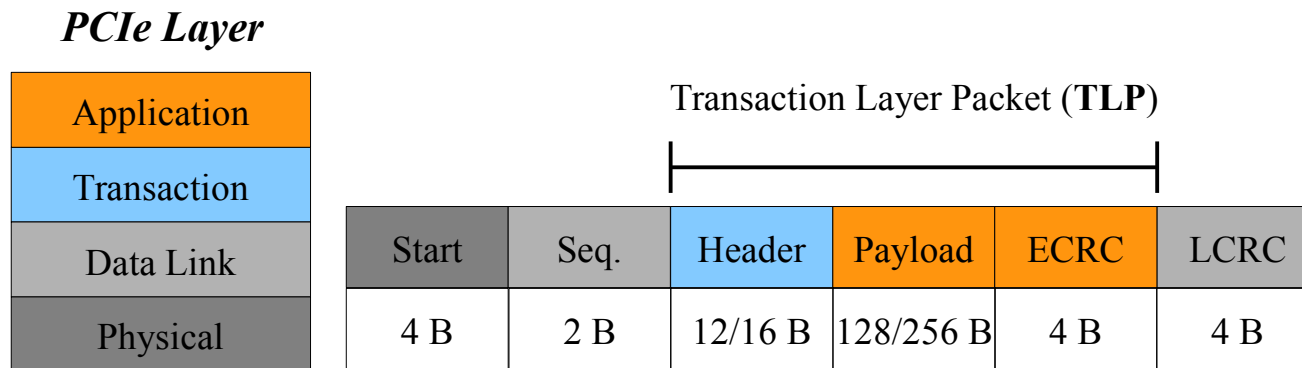 PCIe Layer
Application
Transaction
Data Link
Physical
Transaction Layer Packet (TLP)
Start Seq. Header Payload ECRC LCRC
4 B 2 B 12/16 B 128/256 B 4 B 4 B